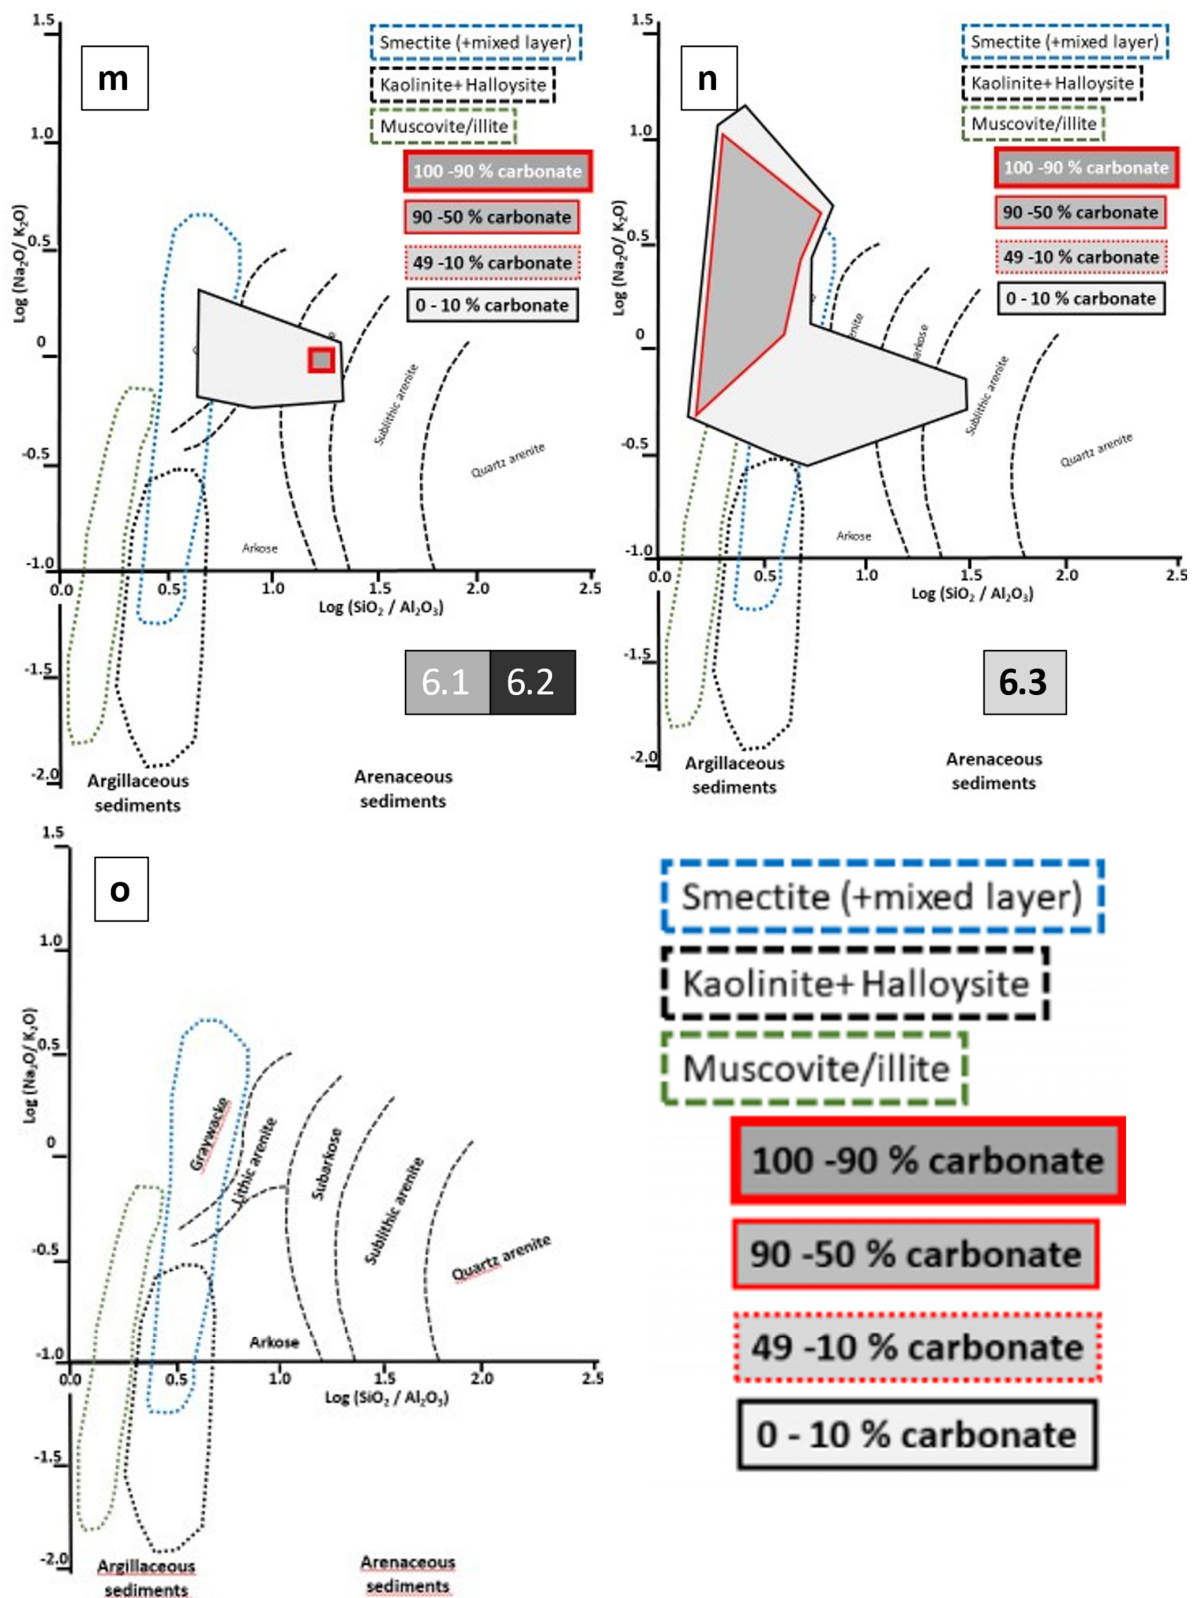 m
1.5
1.0
0.5
0
-0.5
-1.0
-1.5
-2.0
Log (Na₂O/ K₂O)
Smectite (+mixed layer)
Kaolinite+ Halloysite
Muscovite/illite
100 -90 % carbonate
90 -50 % carbonate
49 -10 % carbonate
0 - 10 % carbonate
Sublithic arenite
Quartz arenite
Arkose
0.0
0.5
1.0
1.5
2.0
2.5
Log (SiO₂ / Al₂O₃)
6.1
6.2
Argillaceous
sediments
Arenaceous
sediments
n
1.5
1.0
0.5
0
-0.5
-1.0
-1.5
-2.0
Log (Na₂O/ K₂O)
Smectite (+mixed layer)
Kaolinite+ Halloysite
Muscovite/illite
100 -90 % carbonate
90 -50 % carbonate
49 -10 % carbonate
0 - 10 % carbonate
Sublithic arenite
Quartz arenite
Arkose
0.0
0.5
1.0
1.5
2.0
2.5
Log (SiO₂ / Al₂O₃)
6.3
Argillaceous
sediments
Arenaceous
sediments
o
1.5
1.0
0.5
0
-0.5
-1.0
-1.5
-2.0
Log (Na₂O/ K₂O)
Graywacke
Lithic arenite
Subarkose
Sublithic arenite
Quartz arenite
Arkose
0.0
0.5
1.0
1.5
2.0
2.5
Log (SiO₂ / Al₂O₃)
Argillaceous
sediments
Arenaceous
sediments
Smectite (+mixed layer)
Kaolinite+ Halloysite
Muscovite/illite
100 -90 % carbonate
90 -50 % carbonate
49 -10 % carbonate
0 - 10 % carbonate